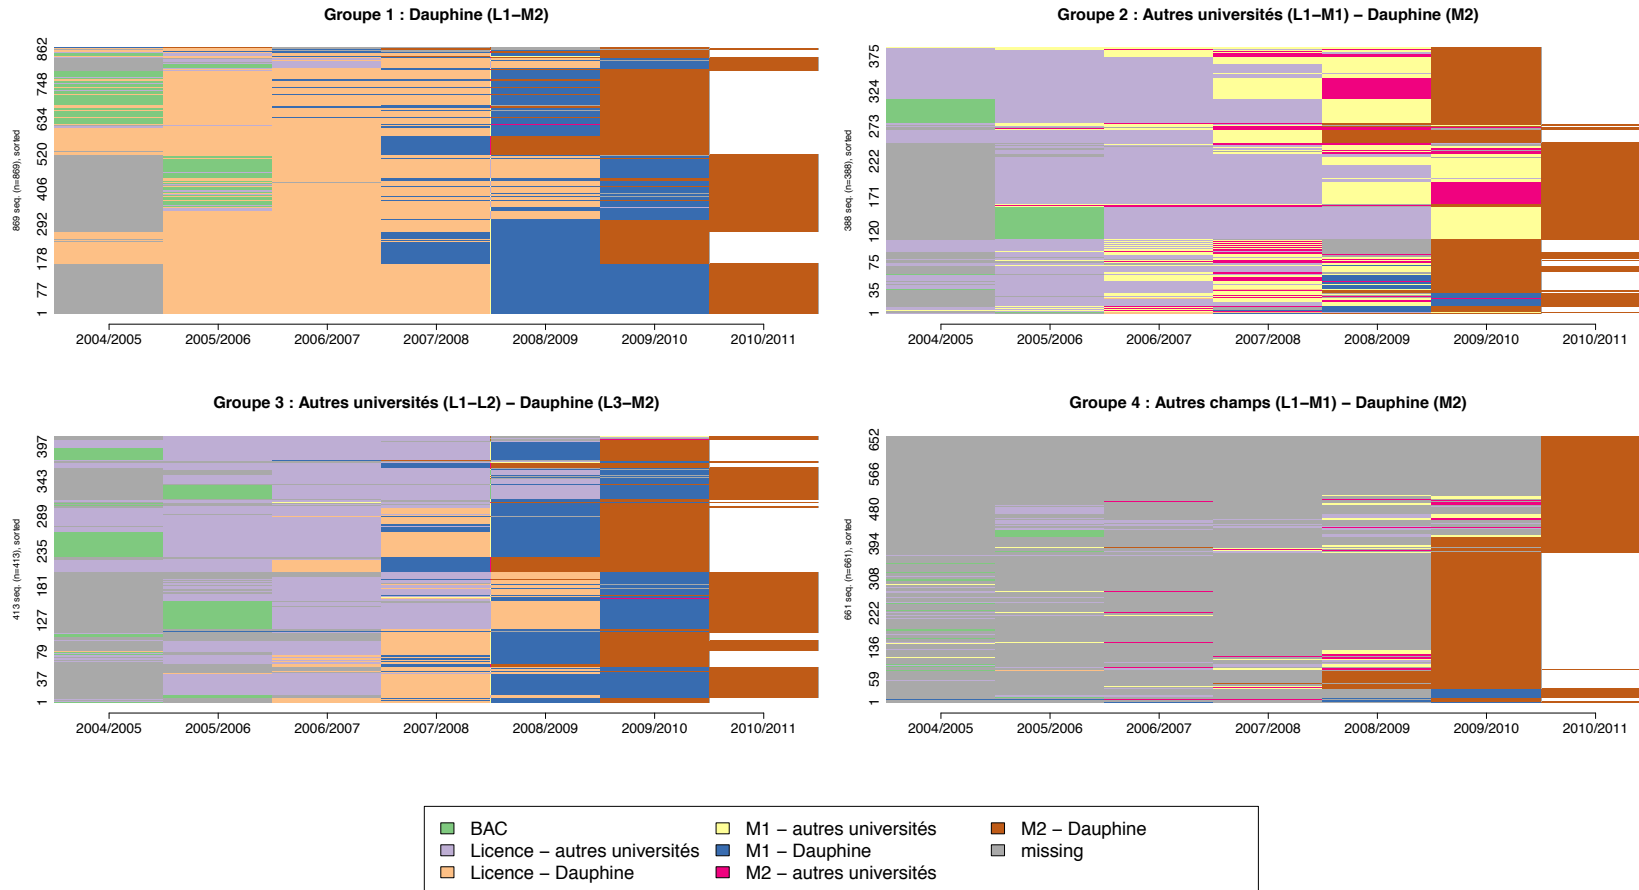 Groupe 1 : Dauphine (L1−M2)
869 seq. (n=869), sorted
1 77 178 292 406 520 634 748 862
2004/2005 2005/2006 2006/2007 2007/2008 2008/2009 2009/2010 2010/2011
Groupe 2 : Autres universités (L1−M1) − Dauphine (M2)
388 seq. (n=388), sorted
1 35 75 120 171 222 273 324 375
2004/2005 2005/2006 2006/2007 2007/2008 2008/2009 2009/2010 2010/2011
Groupe 3 : Autres universités (L1−L2) − Dauphine (L3−M2)
413 seq. (n=413), sorted
1 37 79 127 181 235 289 343 397
2004/2005 2005/2006 2006/2007 2007/2008 2008/2009 2009/2010 2010/2011
Groupe 4 : Autres champs (L1−M1) − Dauphine (M2)
661 seq. (n=661), sorted
1 59 136 222 308 394 480 566 652
2004/2005 2005/2006 2006/2007 2007/2008 2008/2009 2009/2010 2010/2011
BAC
Licence − autres universités
Licence − Dauphine
M1 − autres universités
M1 − Dauphine
M2 − autres universités
M2 − Dauphine
missing